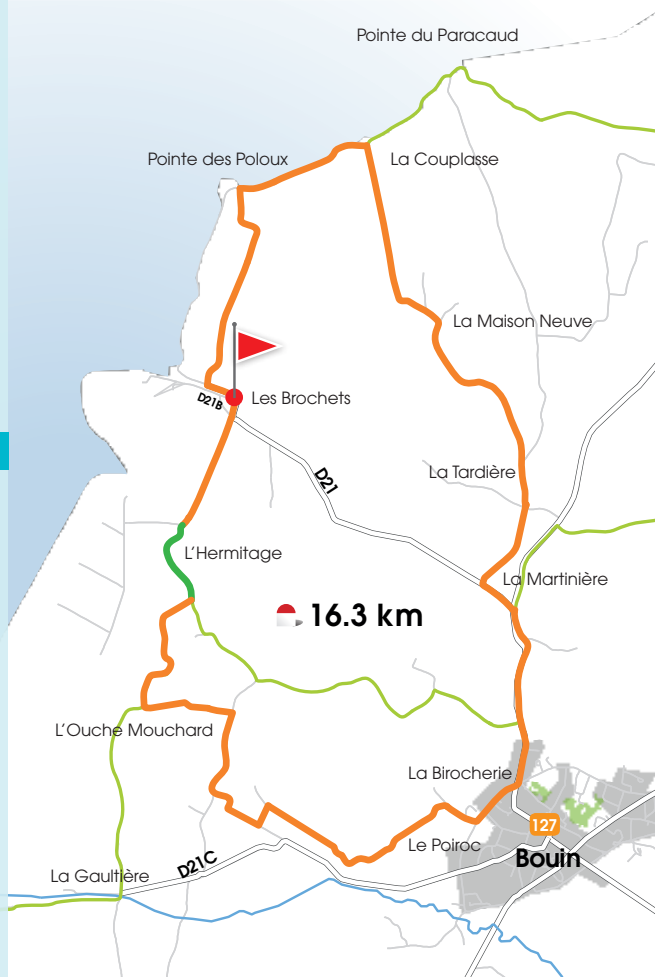 Pointe du Paracaud
Pointe des Poloux
La Couplasse
La Maison Neuve
D21B
Les Brochets
D21
La Tardière
L'Hermitage
La Martinière
16.3 km
L'Ouche Mouchard
La Birocherie
127
Le Poiroc
Bouin
D21C
La Gaultière